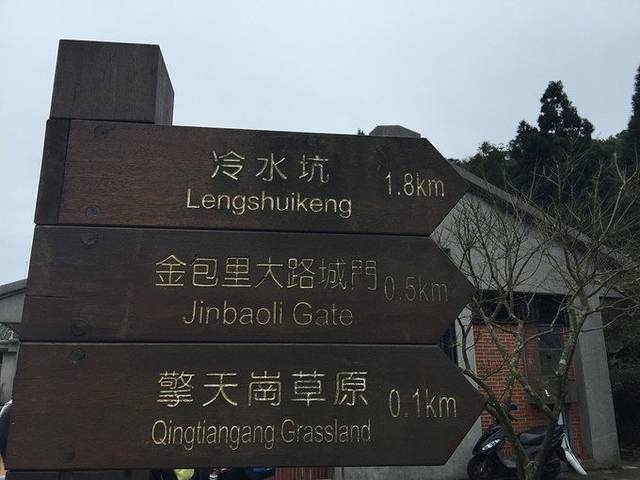 冷水坑 1.8km
Lengshuikeng
金包里大路城門 0.5km
Jinbaoli Gate
擎天崗草原 0.1km
Qingtiangang Grassland